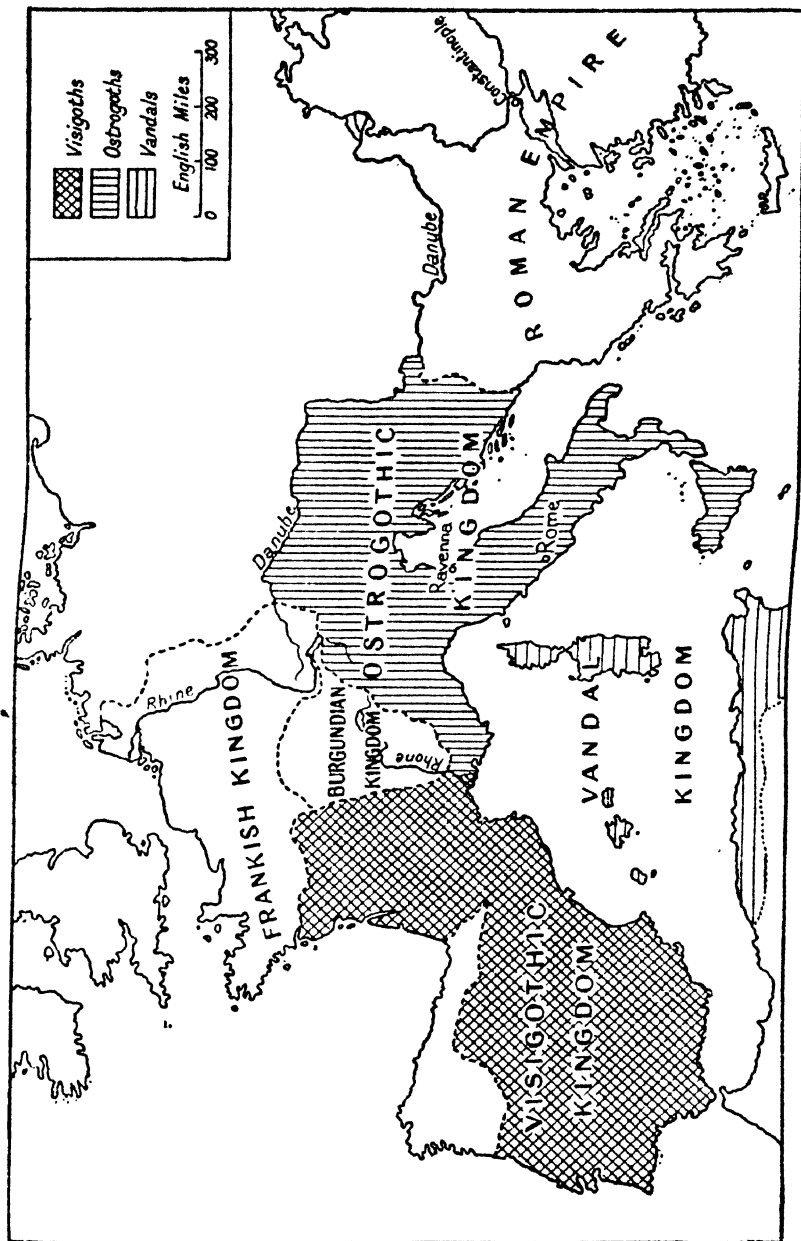 Visigoths
Ostrogoths
Vandals
English Miles
0 100 200 300
FRANKISH KINGDOM
Rhine
Danube
Danube
BURGUNDIAN
KINGDOM
Rhone
OSTROGOTHIC
KINGDOM
Ravenna
Rome
ROMAN EMPIRE
Constantinople
VISIGOTHIC
KINGDOM
VANDAL
KINGDOM